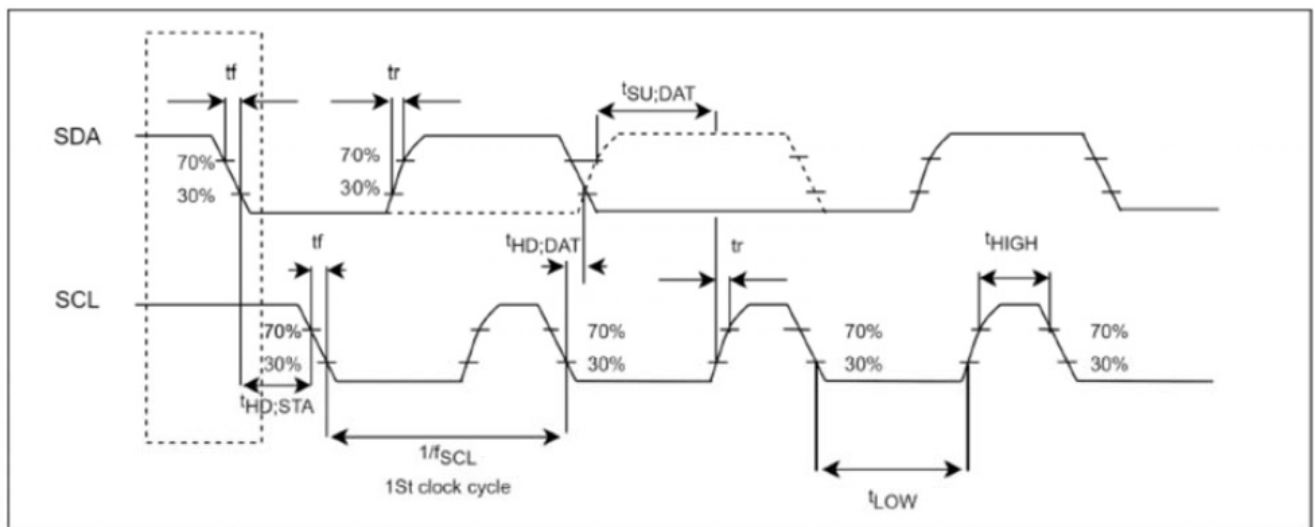 tf
tr
tSU;DAT
SDA
70%
30%
70%
30%
tf
tHD;DAT
tr
tHIGH
SCL
70%
30%
70%
30%
70%
30%
70%
30%
tHD;STA
1/fSCL
1St clock cycle
tLOW